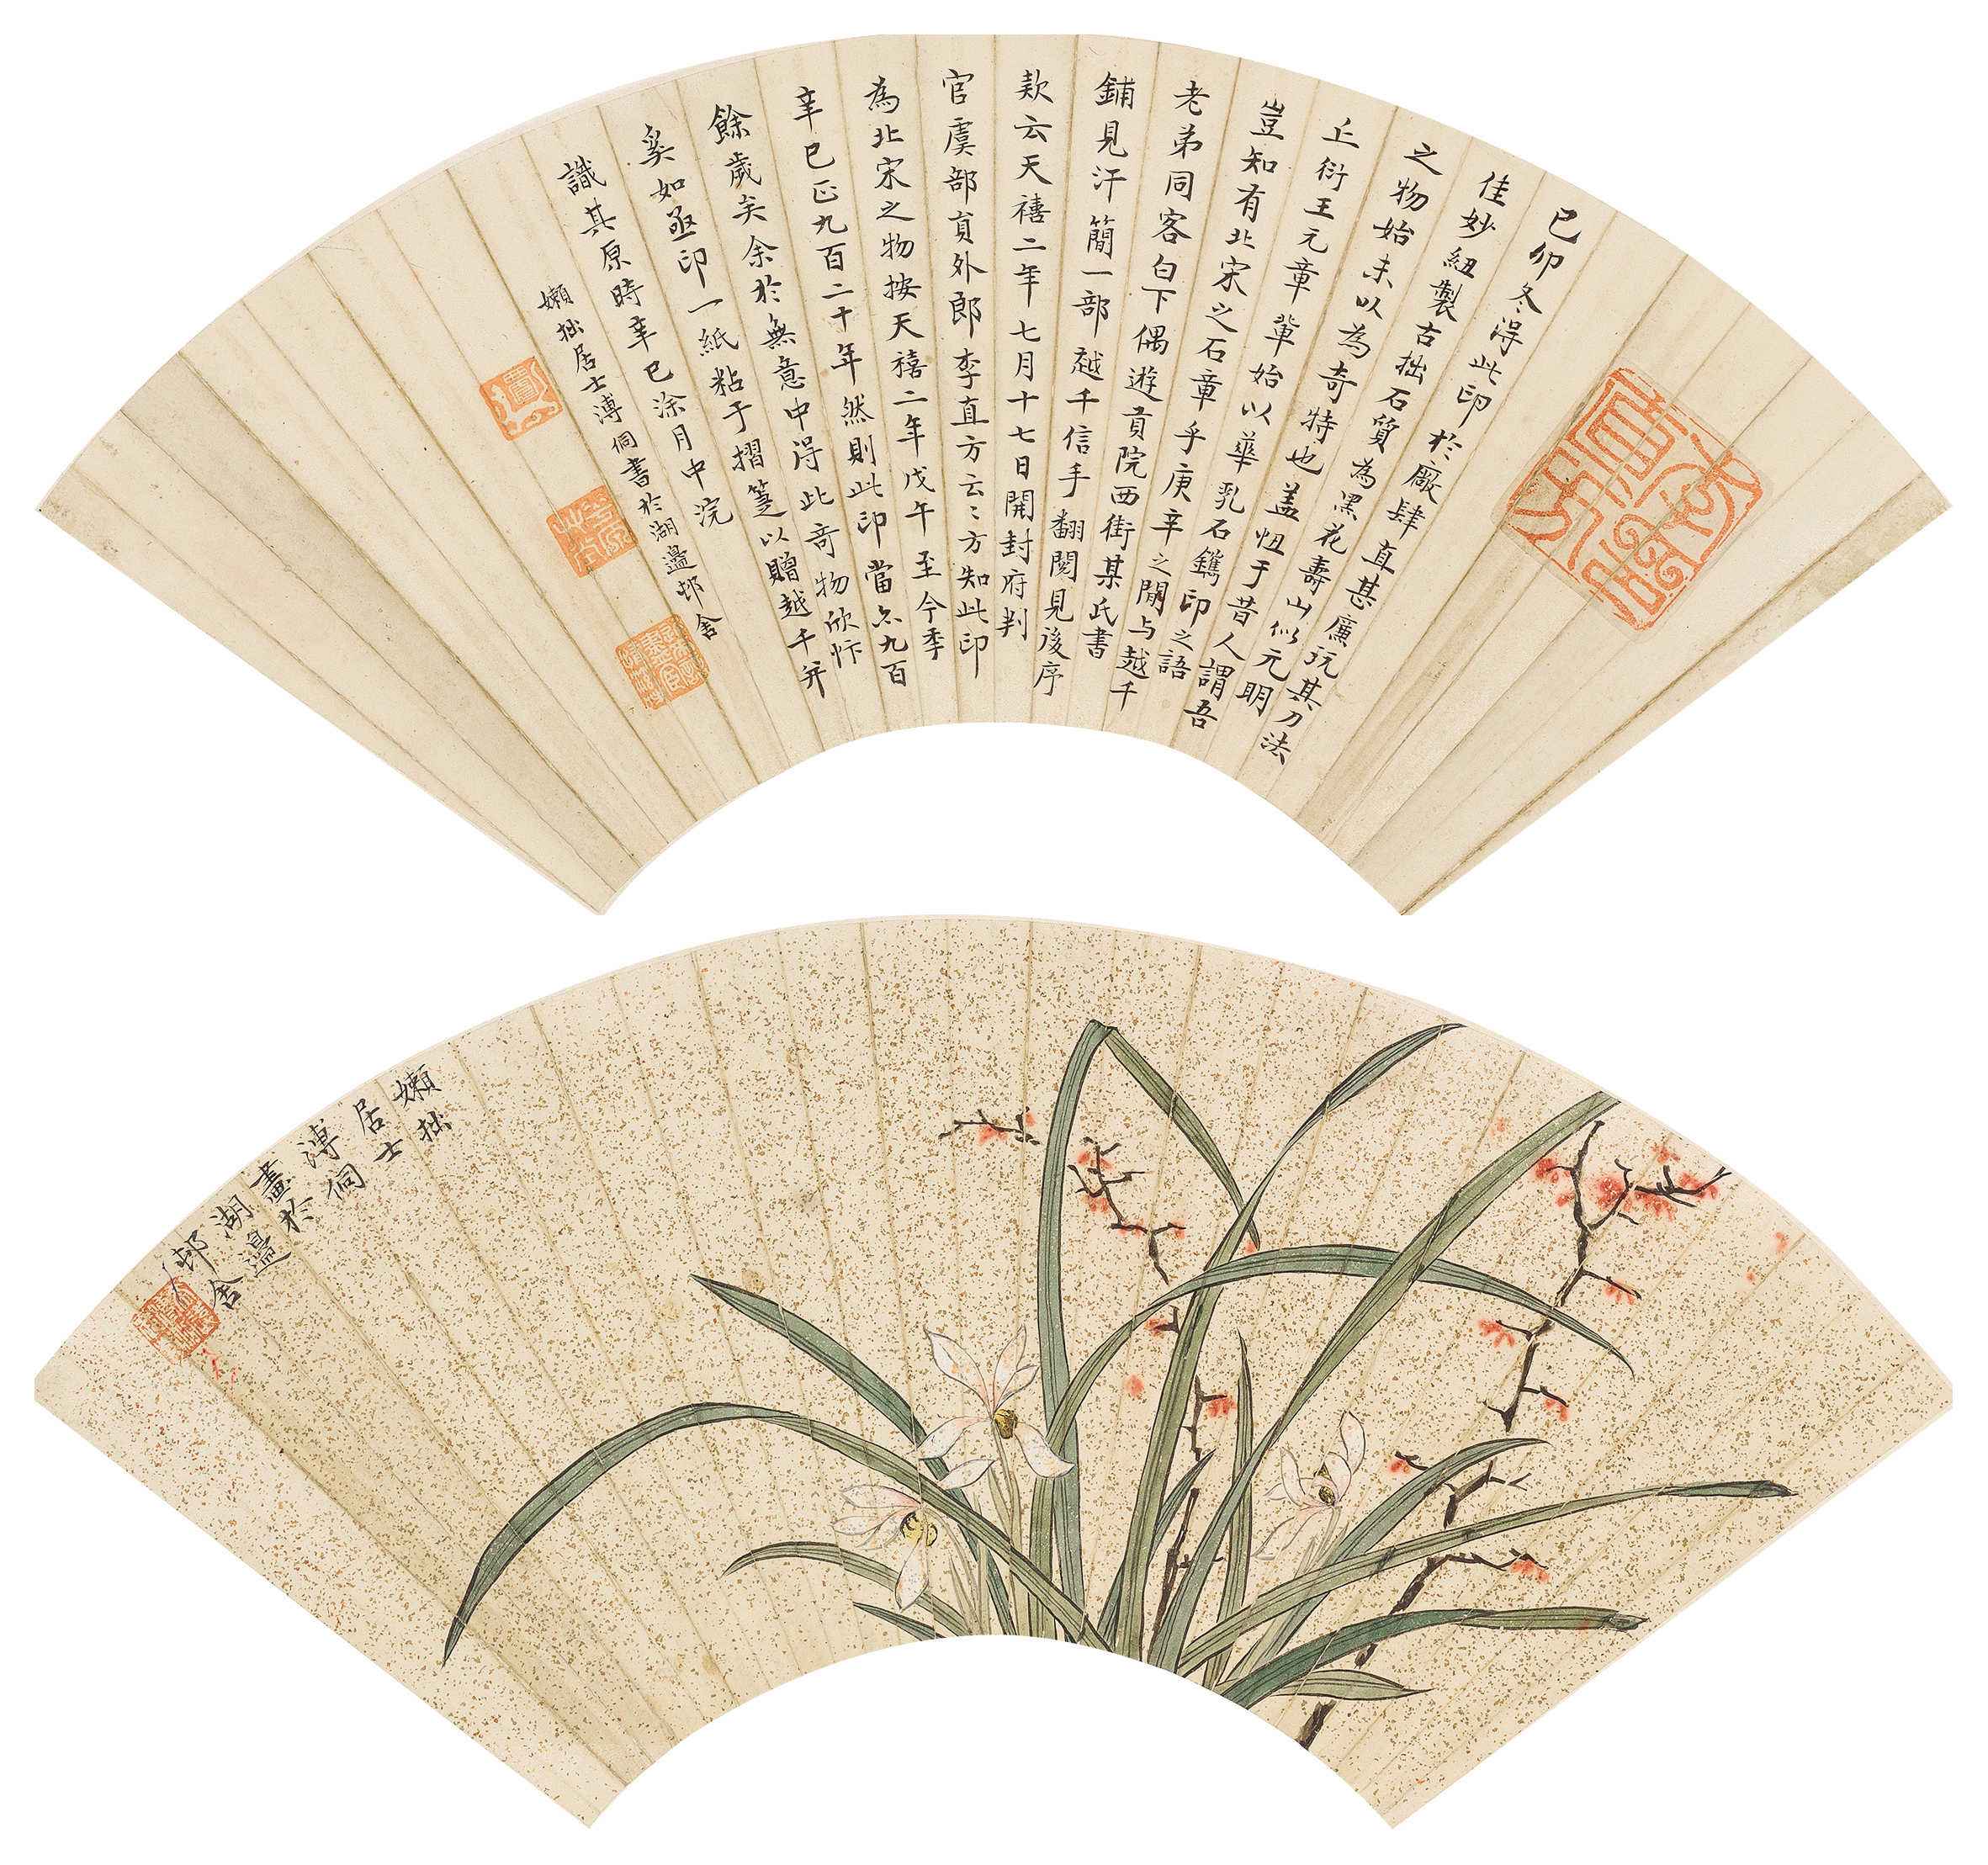 己卯冬得此印於廠肆直甚廉玩其刀法
佳妙紐製古拙石質為黑花壽山似元明
之物始未以為奇特也盖忸于昔人謂吾
丘衍王元章輩始以華乳石鐫印之語
豈知有北宋之石章乎庚辛之間与越千
老弟同客白下偶遊貢院西街某氏書
鋪見汗簡一部越千信手翻閱見後序
款云天禧二年七月十七日開封府判
官虞部員外郎李直方云〻方知此印
為北宋之物按天禧二年戊午至今季
辛巳正九百二十年然則此印當亦九百
餘歲矣余於無意中得此奇物欣忭
奚如亟印一紙粘于摺箑以贈越千并
識其原時辛巳涂月中浣
嬾拙居士溥侗書於湖邉邨舍
李直方
嬾拙
居士
溥侗
畫於
湖邉
邨舍